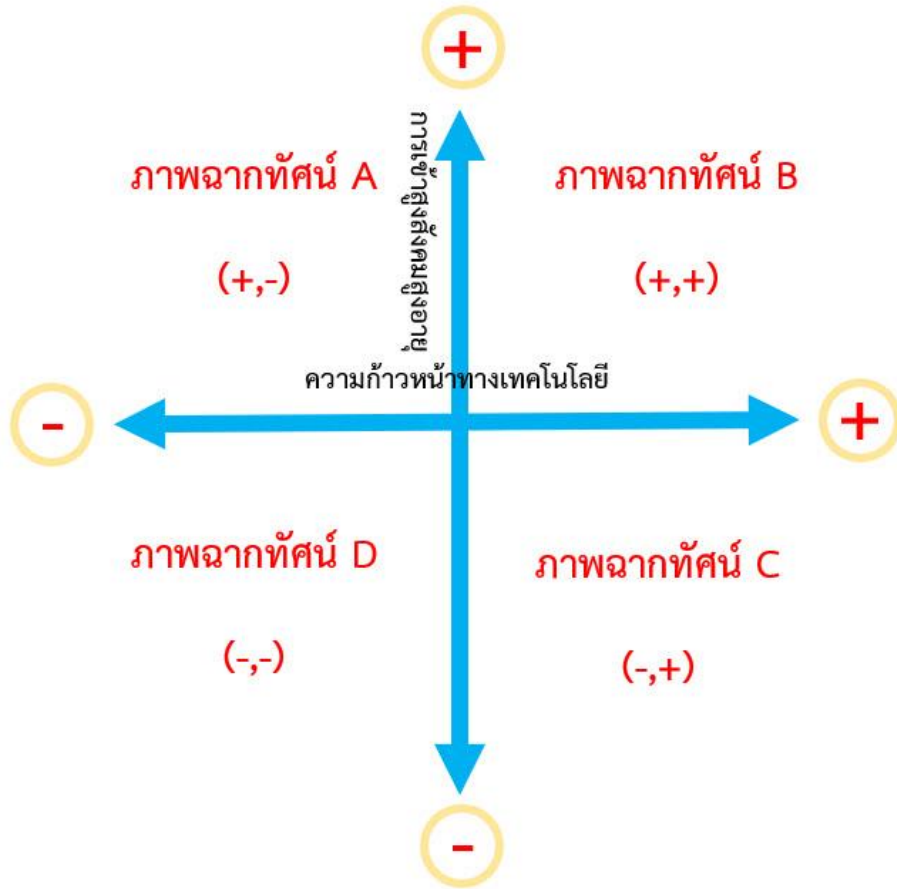 +
การเข้าสูงสังคมสูงอายุ
ภาพฉากทัศน์ A
(+,-)
ภาพฉากทัศน์ B
(+,+)
ความก้าวหน้าทางเทคโนโลยี
-
+
ภาพฉากทัศน์ D
(-,-)
ภาพฉากทัศน์ C
(-,+)
-